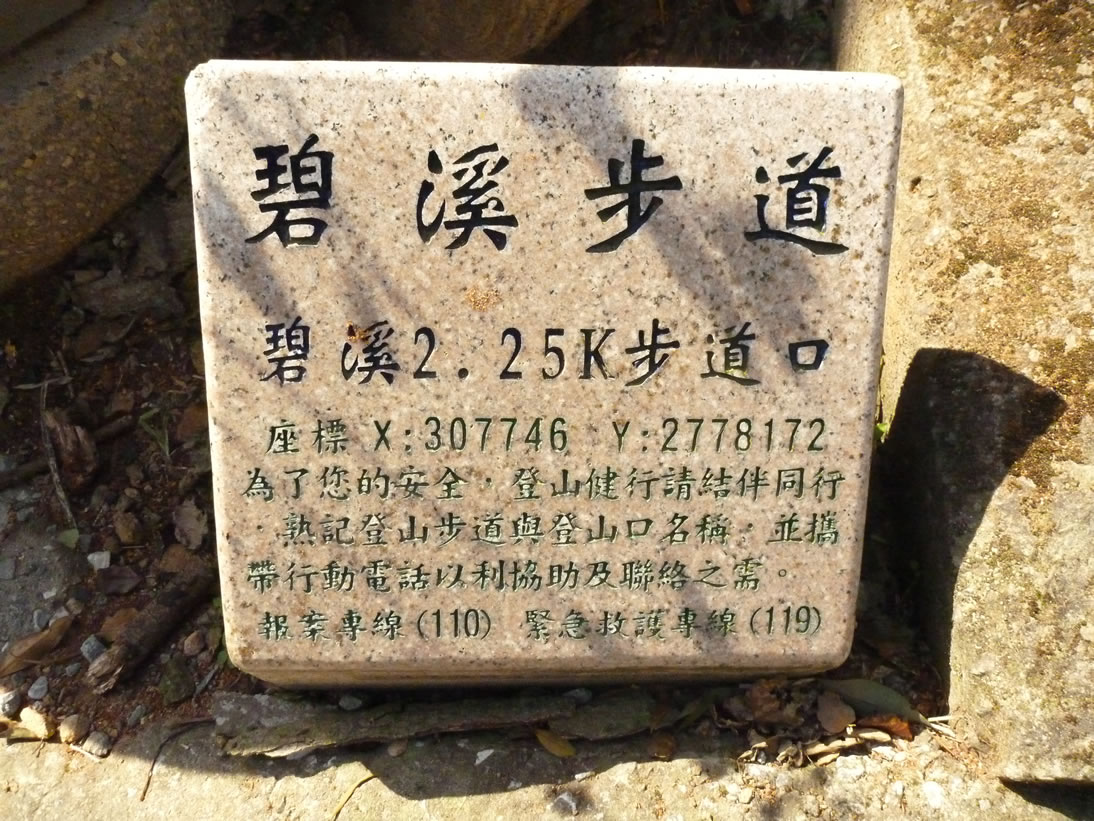 碧溪步道
碧溪2.25K步道口
座標 X:307746 Y:2778172
為了您的安全，登山健行請結伴同行
，熟記登山步道與登山口名稱，並攜
帶行動電話以利協助及聯絡之需。
報案專線(110) 緊急救護專線(119)